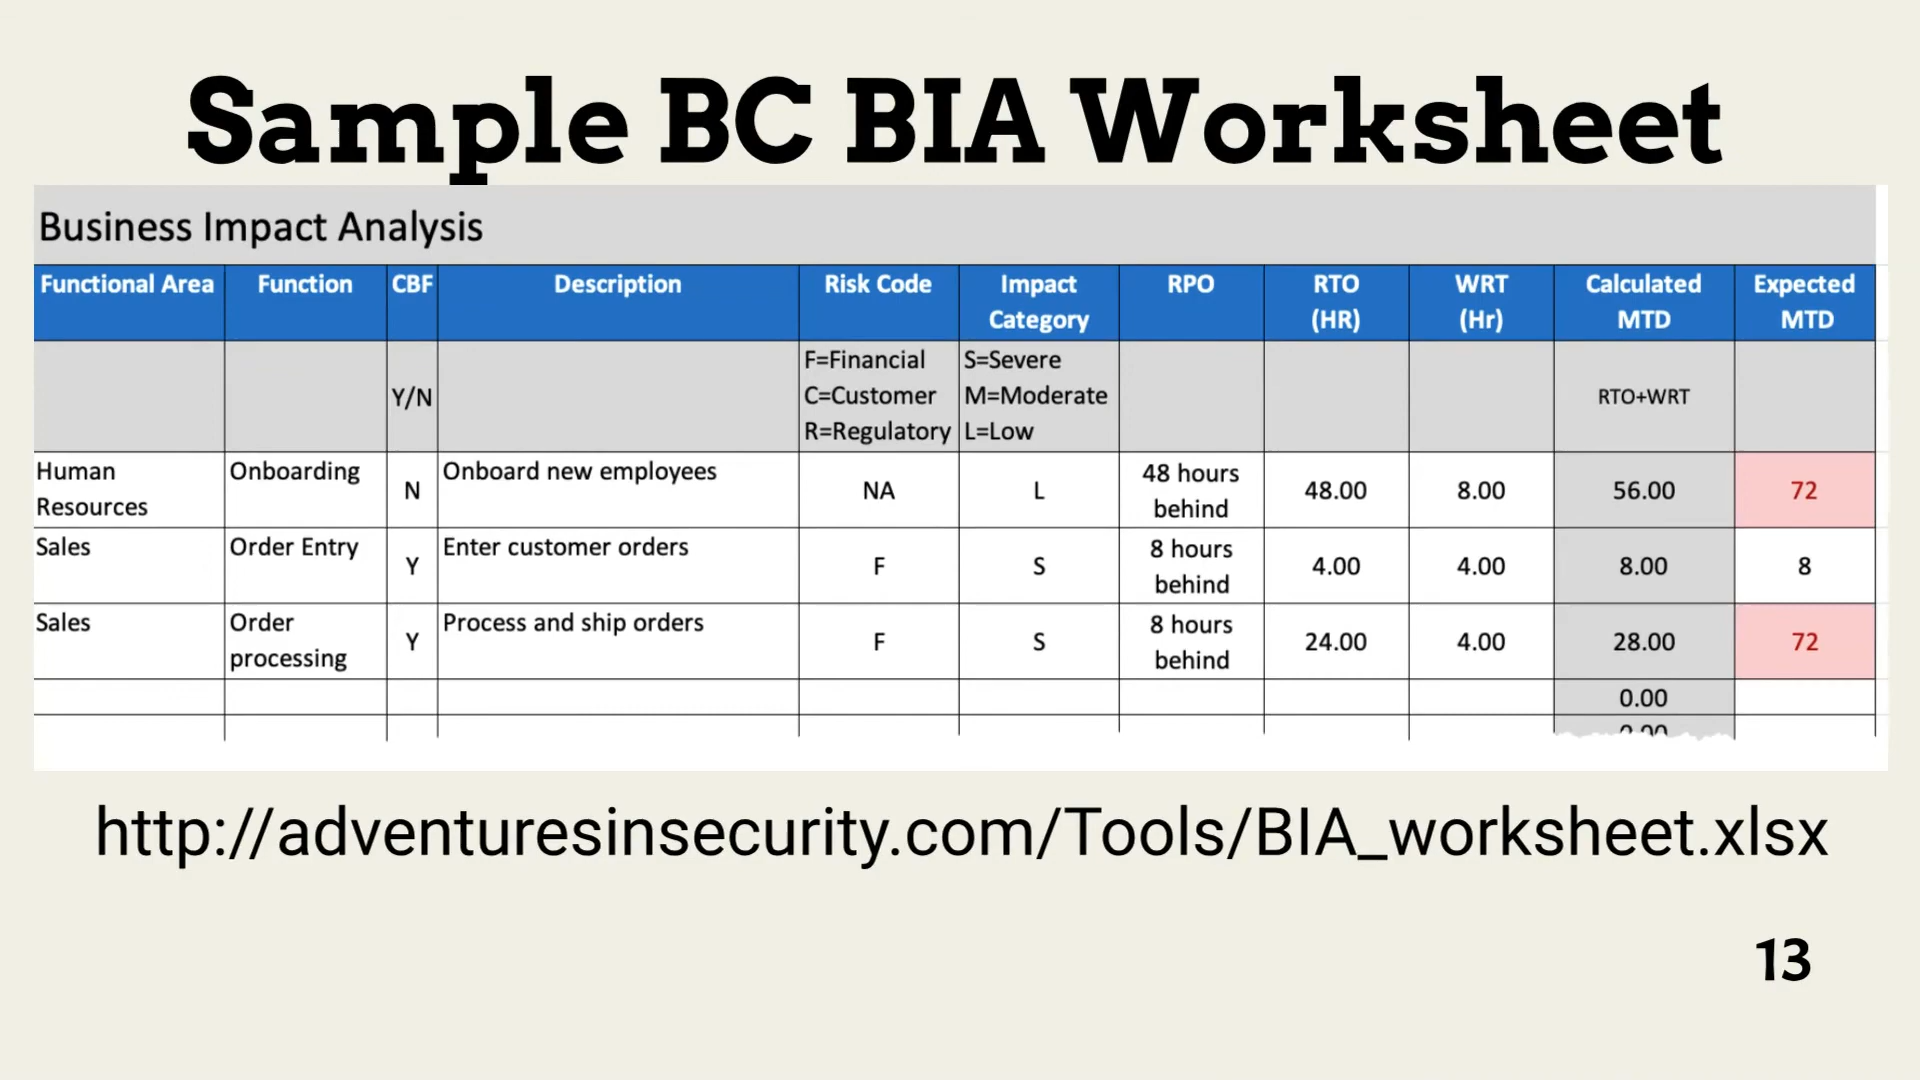 Sample BC BIA Worksheet
Business Impact Analysis
Functional Area Function CBF Description Risk Code Impact Category RPO RTO (HR) WRT (Hr) Calculated MTD Expected MTD
Y/N F=Financial C=Customer R=Regulatory S=Severe M=Moderate L=Low RTO+WRT
Human Resources Onboarding N Onboard new employees NA L 48 hours behind 48.00 8.00 56.00 72
Sales Order Entry Y Enter customer orders F S 8 hours behind 4.00 4.00 8.00 8
Sales Order processing Y Process and ship orders F S 8 hours behind 24.00 4.00 28.00 72
0.00
0.00
http://adventuresinsecurity.com/Tools/BIA_worksheet.xlsx
13